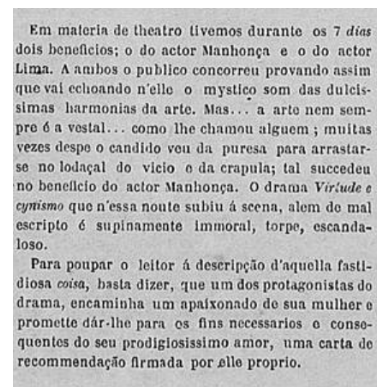 Em materia de theatro tivemos durante os 7 dias
dois beneficios; o do actor Manhonça e o do actor
Lima. A ambos o publico concorreu provando assim
que vai echoando n'elle o mystico som das dulcis-
simas harmonias da arte. Mas... a arte nem sem-
pre é a vestal... como lhe chamou alguem; muitas
vezes despe o candido veu da puresa para arrastar-
se no lodaçal do vicio e da crapula; tal succedeu
no beneficio do actor Manhonça. O drama Virtude e
cynismo que n'essa noute subiu á scena, alem de mal
escripto é supinamente immoral, torpe, escanda-
loso.
Para poupar o leitor á descripção d'aquella fasti-
diosa coisa, basta dizer, que um dos protagonistas do
drama, encaminha um apaixonado de sua mulher e
promette dár-lhe para os fins necessarios e conse-
quentes do seu prodigiosissimo amor, uma carta de
recommendação firmada por elle proprio.